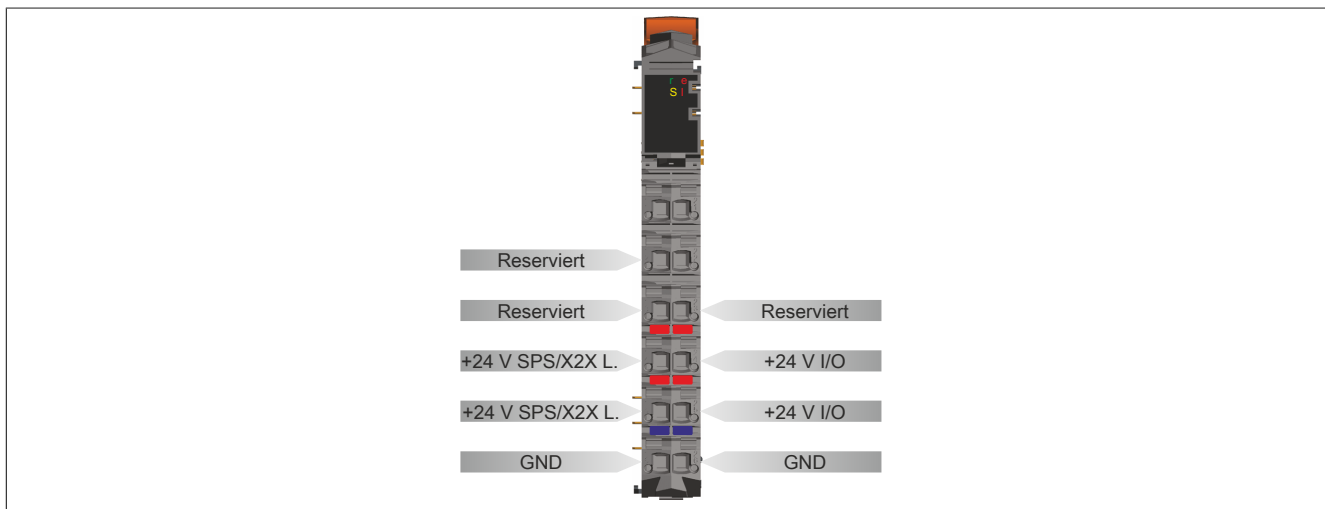 r e
S I
Reserviert
Reserviert Reserviert
+24 V SPS/X2X L. +24 V I/O
+24 V SPS/X2X L. +24 V I/O
GND GND